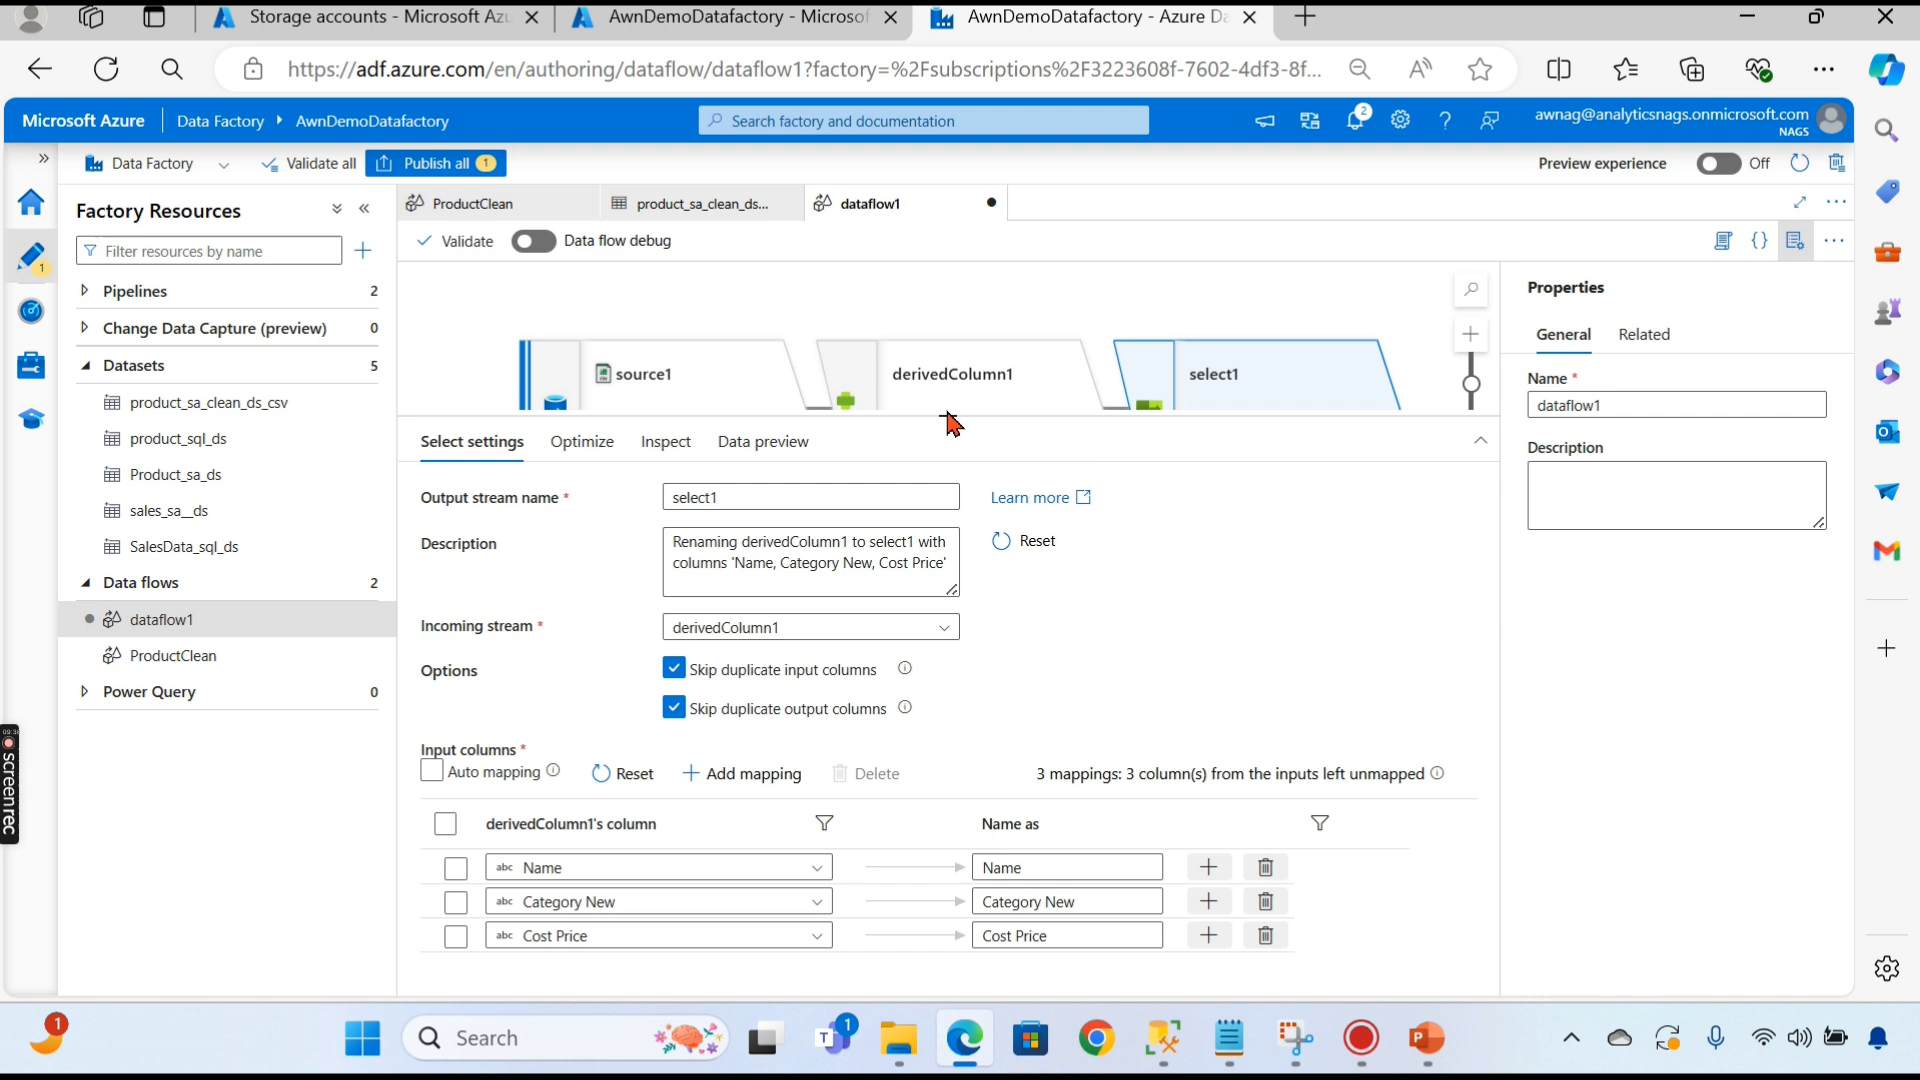 Storage accounts - Microsoft Azu
AwnDemoDatafactory - Microsof
AwnDemoDatafactory - Azure Da
https://adf.azure.com/en/authoring/dataflow/dataflow1?factory=%2Fsubscriptions%2F3223608f-7602-4df3-8f...
Microsoft Azure
Data Factory
AwnDemoDatafactory
Search factory and documentation
2
awnag@analyticsnags.onmicrosoft.com
NAGS
Data Factory
Validate all
Publish all 1
Preview experience
Off
Factory Resources
ProductClean
product_sa_clean_ds...
dataflow1
Filter resources by name
Validate
Data flow debug
1
Pipelines 2
Change Data Capture (preview) 0
Datasets 5
product_sa_clean_ds_csv
product_sql_ds
Product_sa_ds
sales_sa__ds
SalesData_sql_ds
Data flows 2
dataflow1
ProductClean
Power Query 0
source1
derivedColumn1
select1
Select settings
Optimize
Inspect
Data preview
Output stream name *
select1
Learn more
Description
Renaming derivedColumn1 to select1 with
columns 'Name, Category New, Cost Price'
Reset
Incoming stream *
derivedColumn1
Options
Skip duplicate input columns
Skip duplicate output columns
Input columns *
Auto mapping
Reset
Add mapping
Delete
3 mappings: 3 column(s) from the inputs left unmapped
derivedColumn1's column
Name as
abc Name
Name
abc Category New
Category New
abc Cost Price
Cost Price
Properties
General
Related
Name *
dataflow1
Description
screenrec
1
Search
1